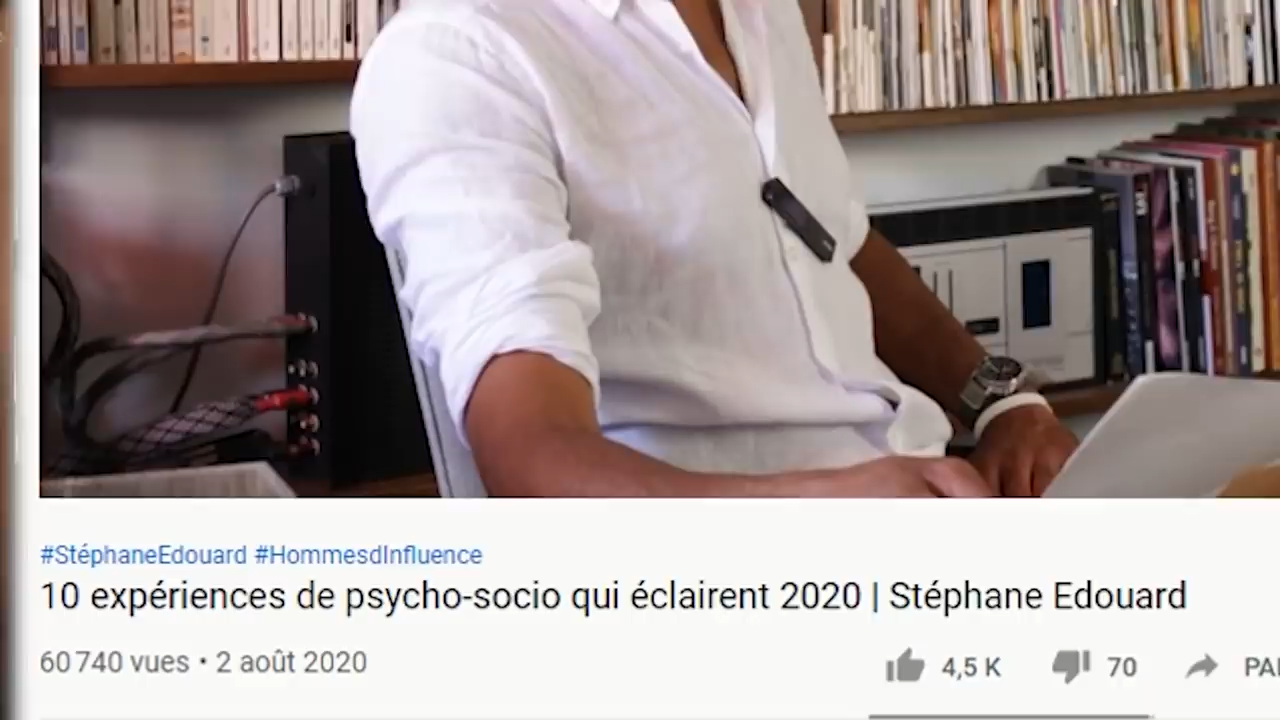 #StéphaneEdouard #HommesdInfluence
10 expériences de psycho-socio qui éclairent 2020 | Stéphane Edouard
60 740 vues • 2 août 2020
4,5 K 70 PA